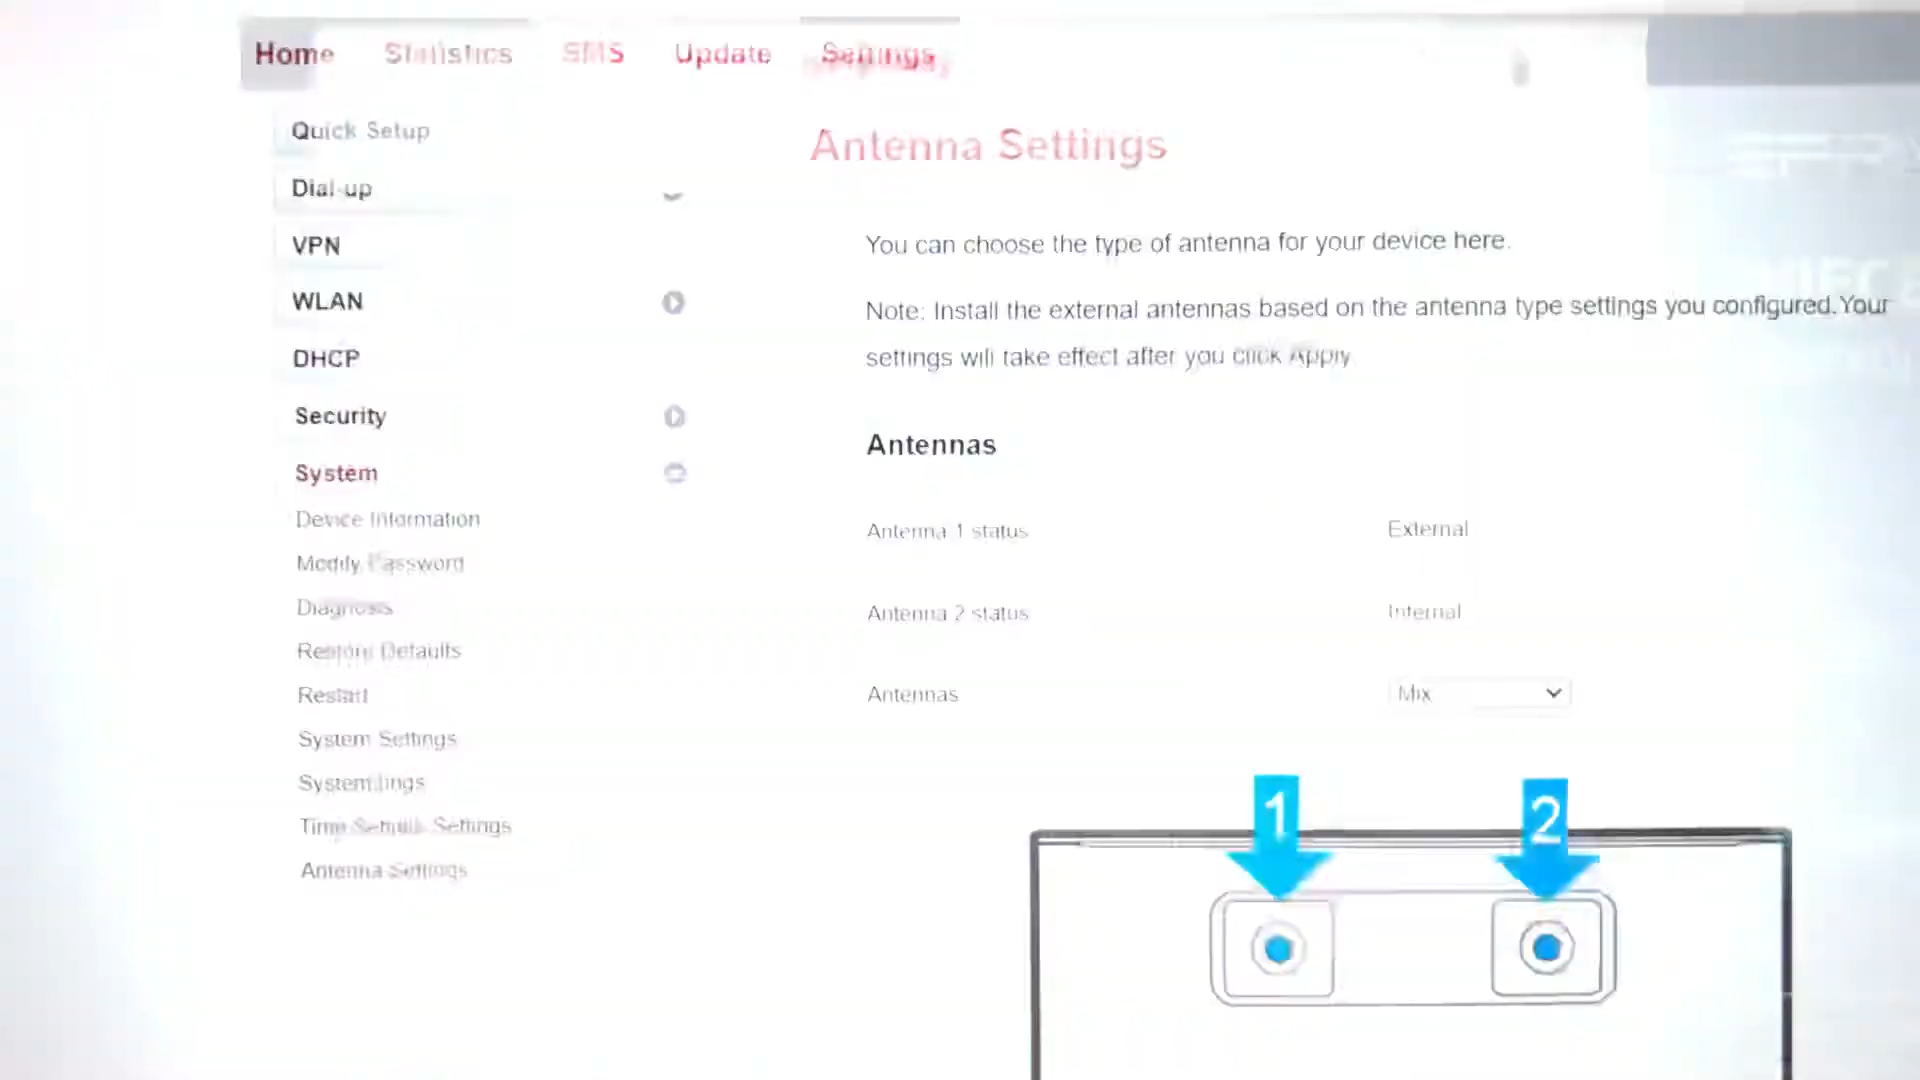 Home Statistics SMS Update Settings
Quick Setup
Dial-up
VPN
WLAN
DHCP
Security
System
Device Information
Modify Password
Diagnosis
Restore Defaults
Restart
System Settings
Settings
Antenna Settings
Antenna Settings
You can choose the type of antenna for your device here.
Note: Install the external antennas based on the antenna type settings you configured.Your
settings will take effect after you click Apply
Antennas
Antenna 1 status External
Antenna 2 status Internal
Antennas Mix
1 2